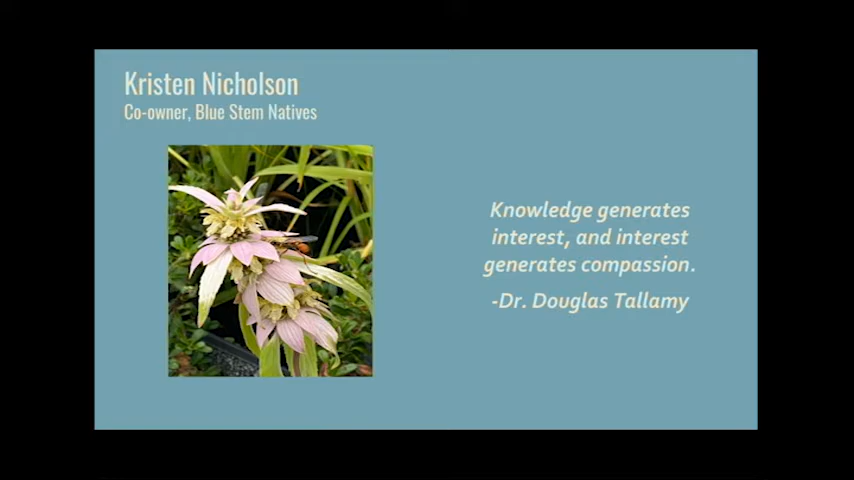 Kristen Nicholson
Co-owner, Blue Stem Natives
Knowledge generates
interest, and interest
generates compassion.
-Dr. Douglas Tallamy